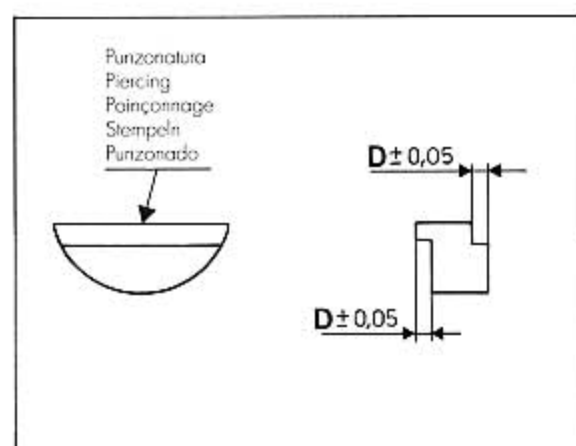 Punzonatura
Piercing
Poinçonnage
Stempeln
Punzonado
D±0,05
D±0,05